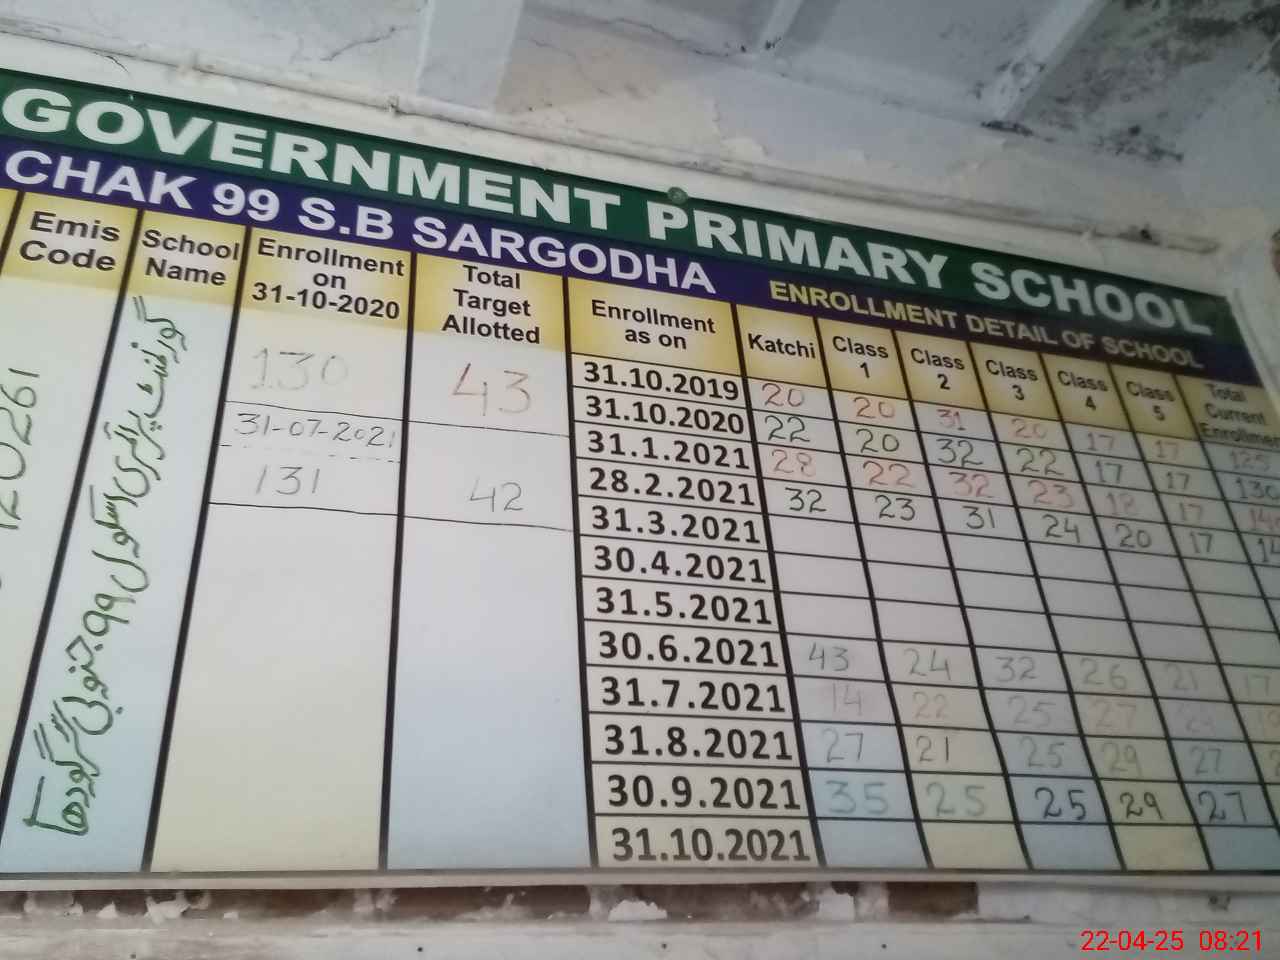 GOVERNMENT PRIMARY SCHOOL
CHAK 99 S.B SARGODHA
ENROLLMENT DETAIL OF SCHOOL
Emis Code
School Name
Enrollment on 31-10-2020
Total Target Allotted
Enrollment as on
Katchi
Class 1
Class 2
Class 3
Class 4
Class 5
Total Current
گورنمنٹ پرائمری سکول 99 جنوبی سرگودھا
130
43
31-07-2021
131
42
31.10.2019 20 20 31 20 17 17 125
31.10.2020 22 20 32 22 17 17 130
31.1.2021 28 22 32 23 18 17
28.2.2021 32 23 31 24 20 17
31.3.2021
30.4.2021
31.5.2021
30.6.2021 43 24 32 26 21 17
31.7.2021 14 22 25 27
31.8.2021 27 21 25 29 27
30.9.2021 35 25 25 29 27
31.10.2021
22-04-25 08:21